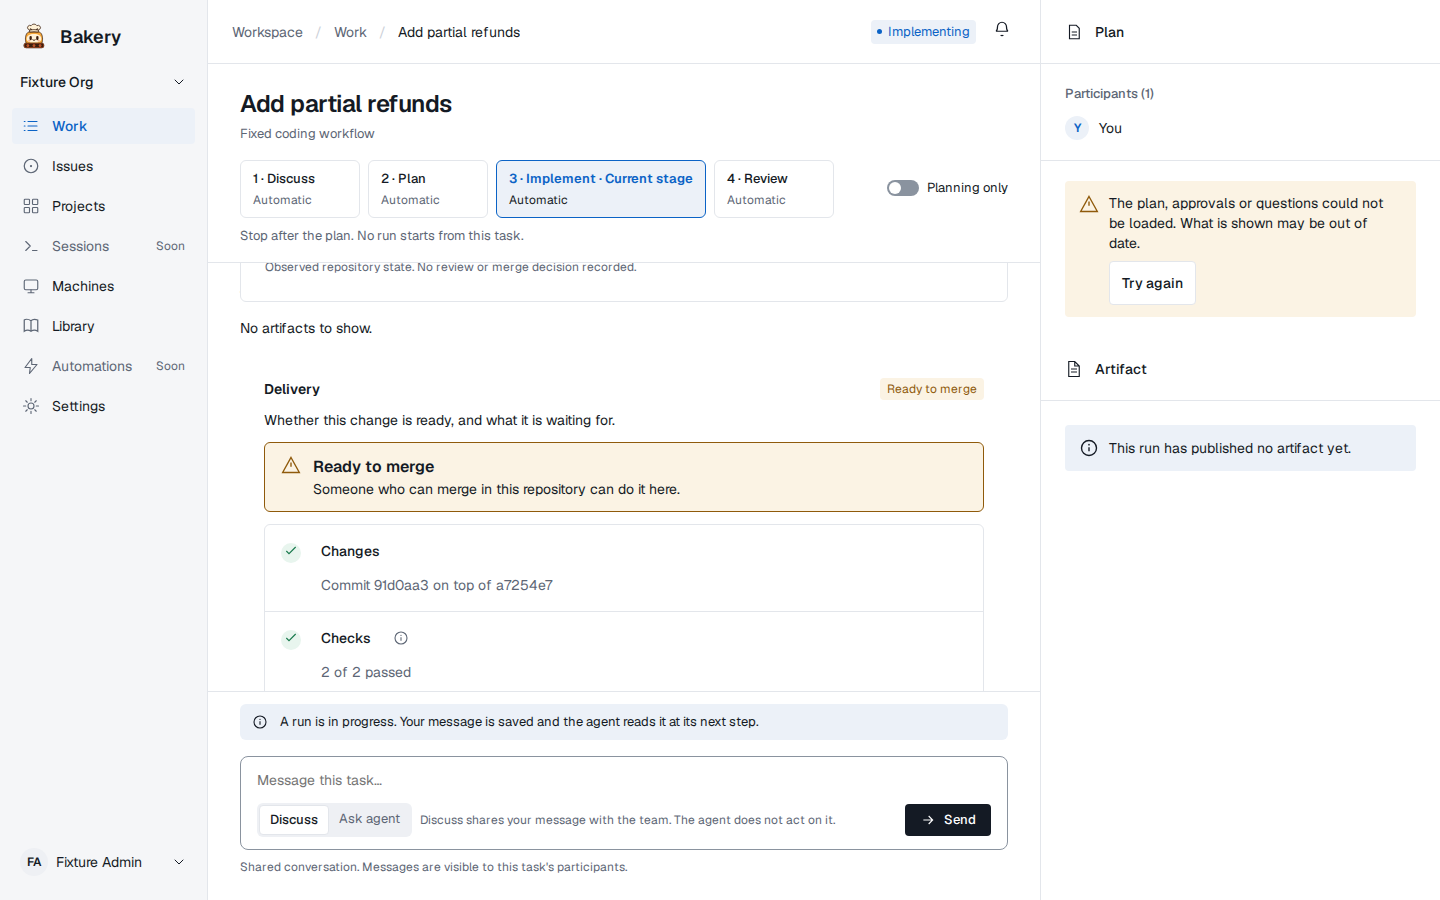 Bakery
Fixture Org
Work
Issues
Projects
Sessions Soon
Machines
Library
Automations Soon
Settings
FA Fixture Admin
Workspace / Work / Add partial refunds
Implementing
Add partial refunds
Fixed coding workflow
1 · Discuss
Automatic
2 · Plan
Automatic
3 · Implement · Current stage
Automatic
4 · Review
Automatic
Planning only
Stop after the plan. No run starts from this task.
Observed repository state. No review or merge decision recorded.
No artifacts to show.
Delivery
Ready to merge
Whether this change is ready, and what it is waiting for.
Ready to merge
Someone who can merge in this repository can do it here.
Changes
Commit 91d0aa3 on top of a7254e7
Checks
2 of 2 passed
A run is in progress. Your message is saved and the agent reads it at its next step.
Message this task...
Discuss Ask agent Discuss shares your message with the team. The agent does not act on it.
Send
Shared conversation. Messages are visible to this task's participants.
Plan
Participants (1)
Y You
The plan, approvals or questions could not
be loaded. What is shown may be out of
date.
Try again
Artifact
This run has published no artifact yet.